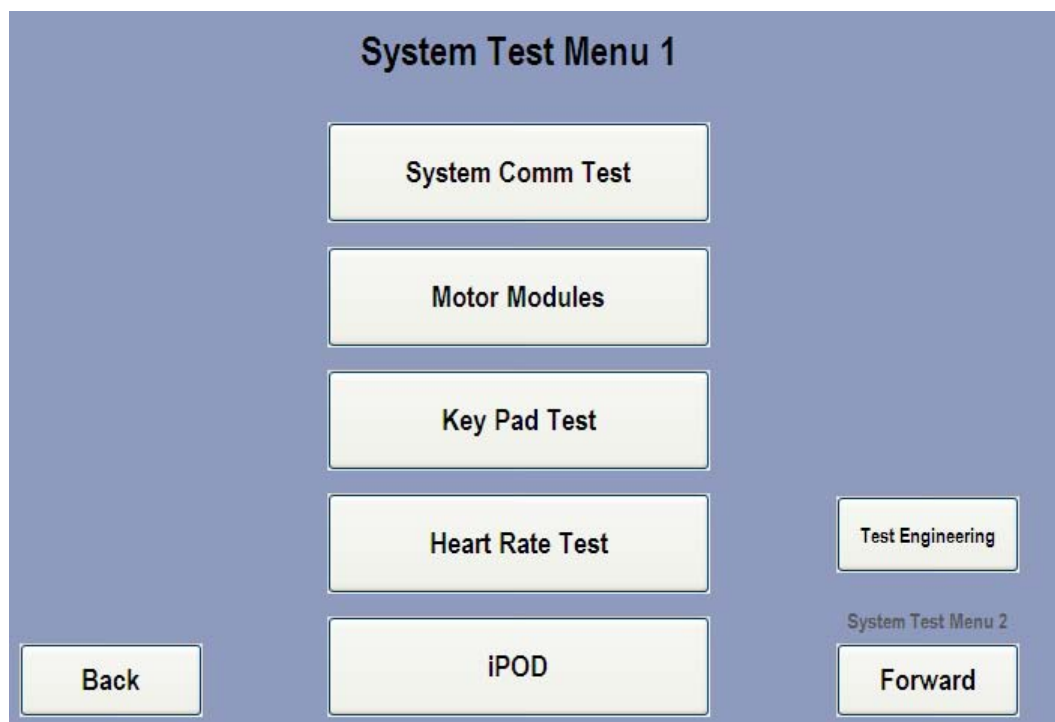 System Test Menu 1
System Comm Test
Motor Modules
Key Pad Test
Heart Rate Test
Test Engineering
System Test Menu 2
Back
iPOD
Forward